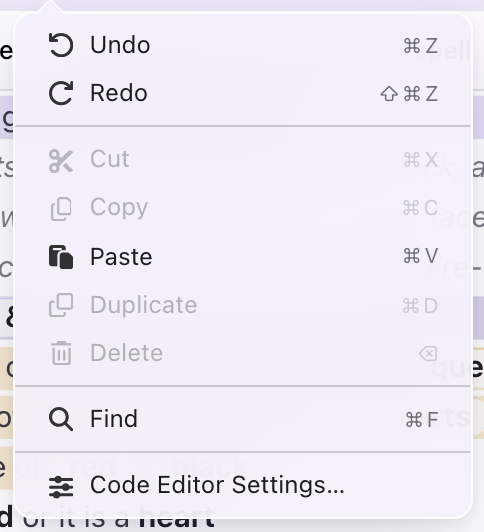 Undo ⌘Z
Redo ⇧⌘Z
Cut ⌘X
Copy ⌘C
Paste ⌘V
Duplicate ⌘D
Delete ⌫
Find ⌘F
Code Editor Settings...
or it is a heart